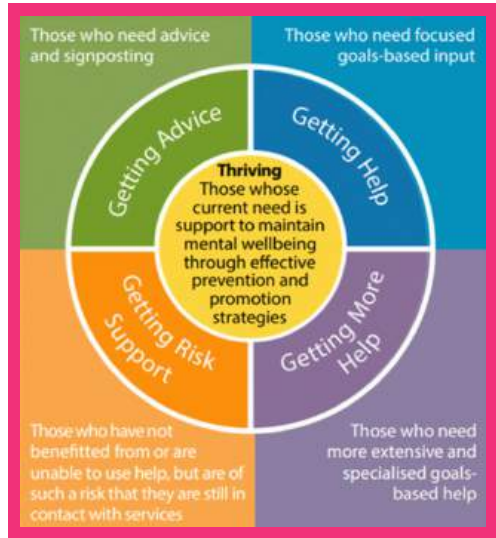 Those who need advice
and signposting
Those who need focused
goals-based input
Getting Advice
Getting Help
Thriving
Those whose
current need is
support to maintain
mental wellbeing
through effective
prevention and
promotion
strategies
Getting Risk
Support
Getting More
Help
Those who have not
benefitted from or are
unable to use help, but are of
such a risk that they are still in
contact with services
Those who need
more extensive and
specialised goals-
based help